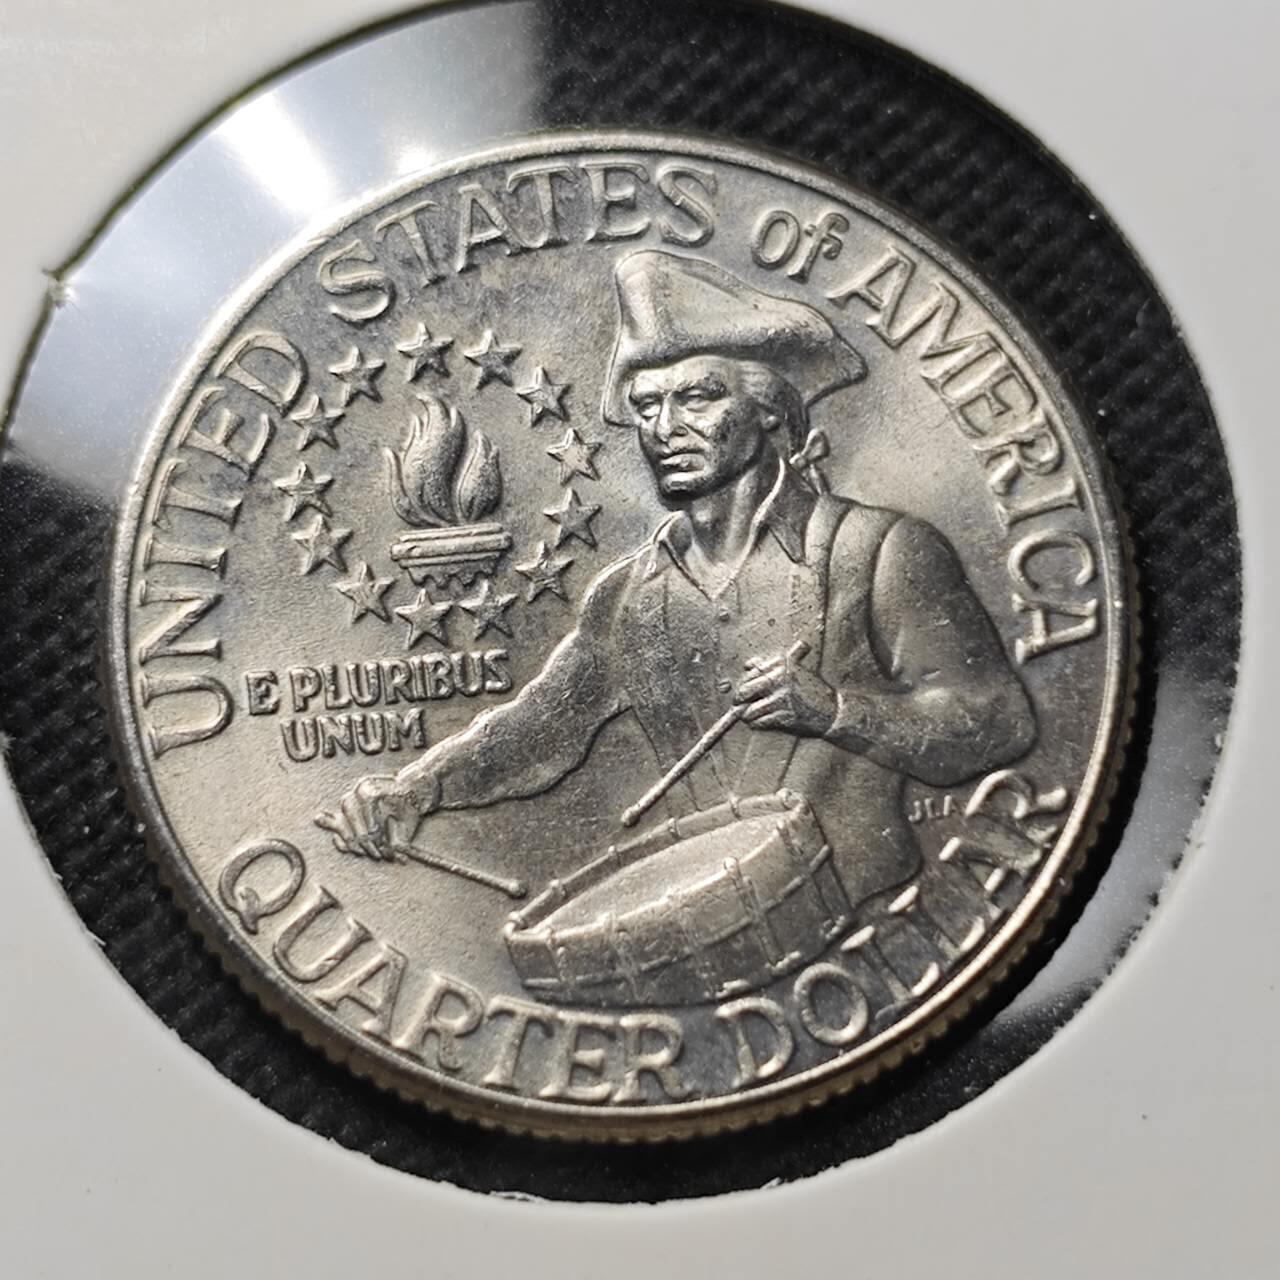 UNITED STATES of AMERICA
E PLURIBUS
UNUM
JLA
QUARTER DOLLAR